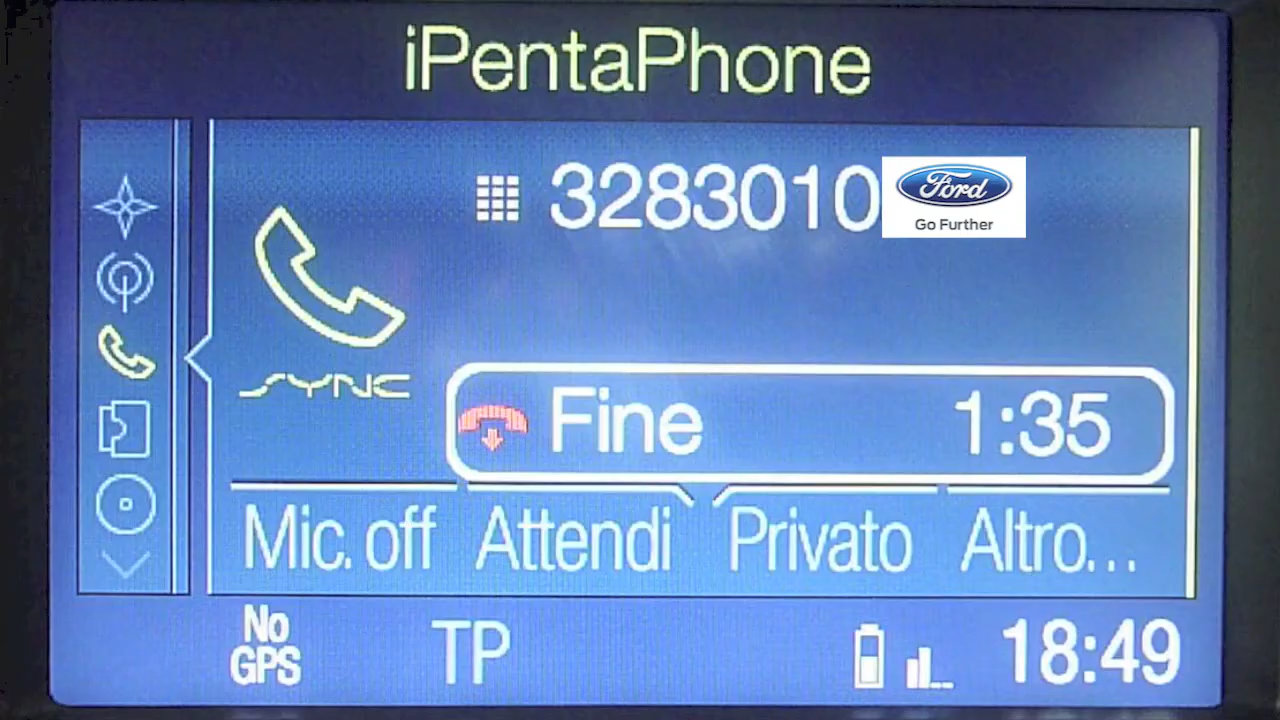 iPentaPhone
3283010
Ford
Go Further
SYNC
Fine 1:35
Mic. off Attendi Privato Altro...
No
GPS
TP 18:49